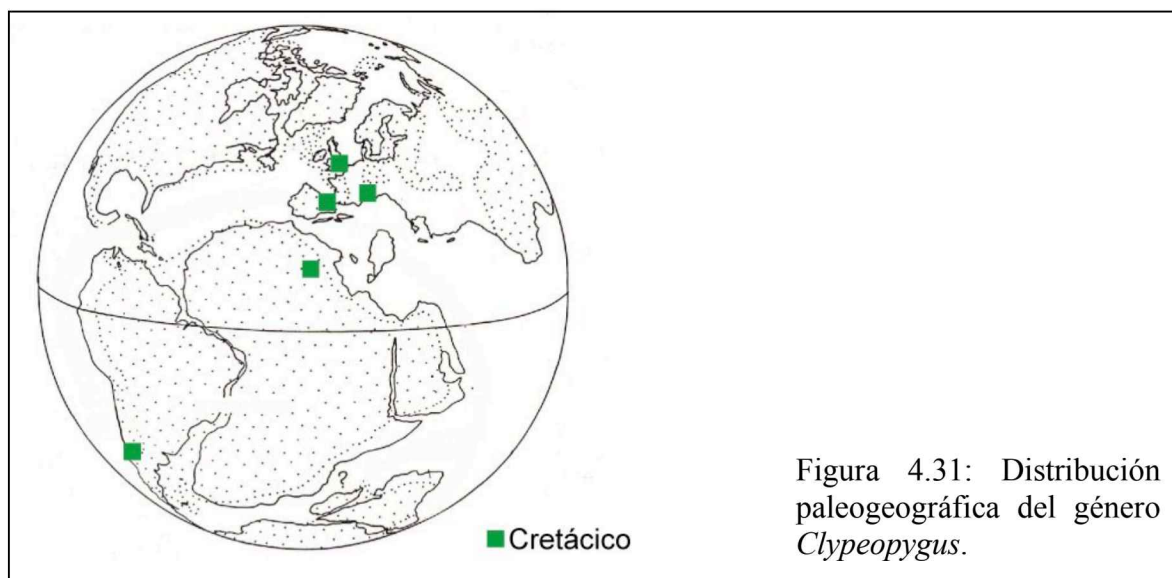 ?
Cretácico
Figura 4.31: Distribución
paleogeográfica del género
Clypeopygus.